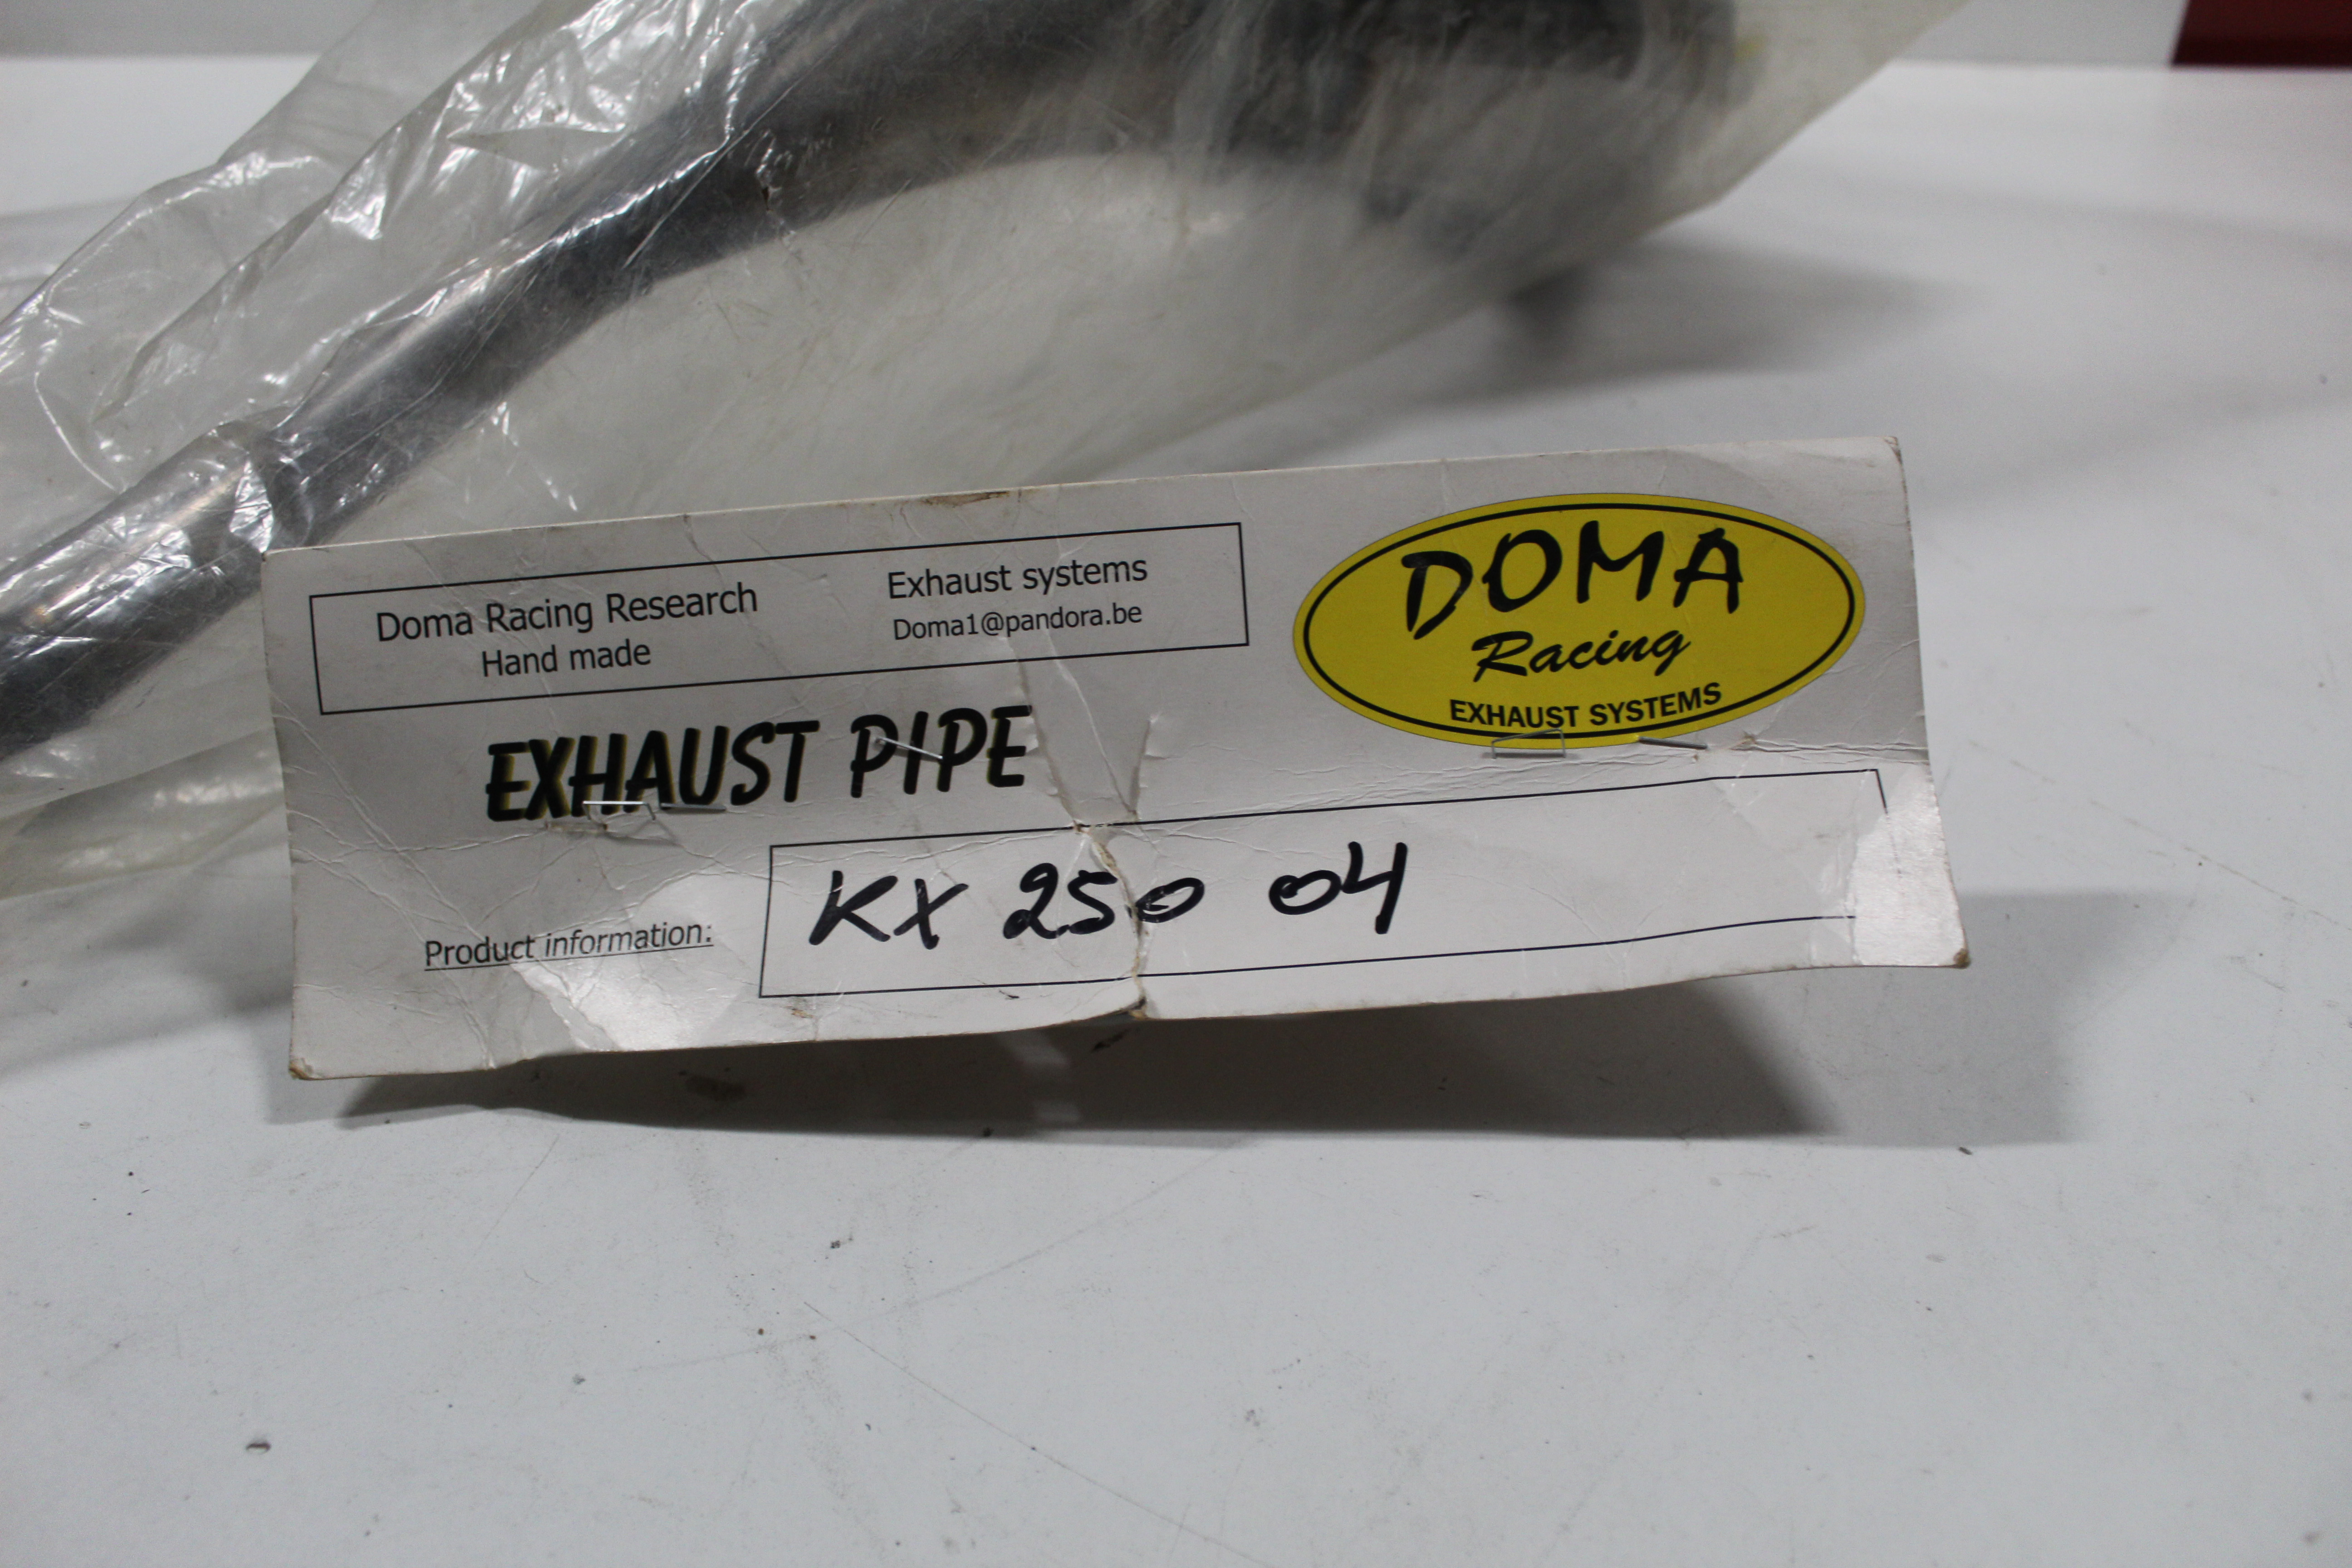 Doma Racing Research
Hand made
Exhaust systems
Doma1@pandora.be
DOMA
Racing
EXHAUST SYSTEMS
EXHAUST PIPE
Product information:
KX 250 04